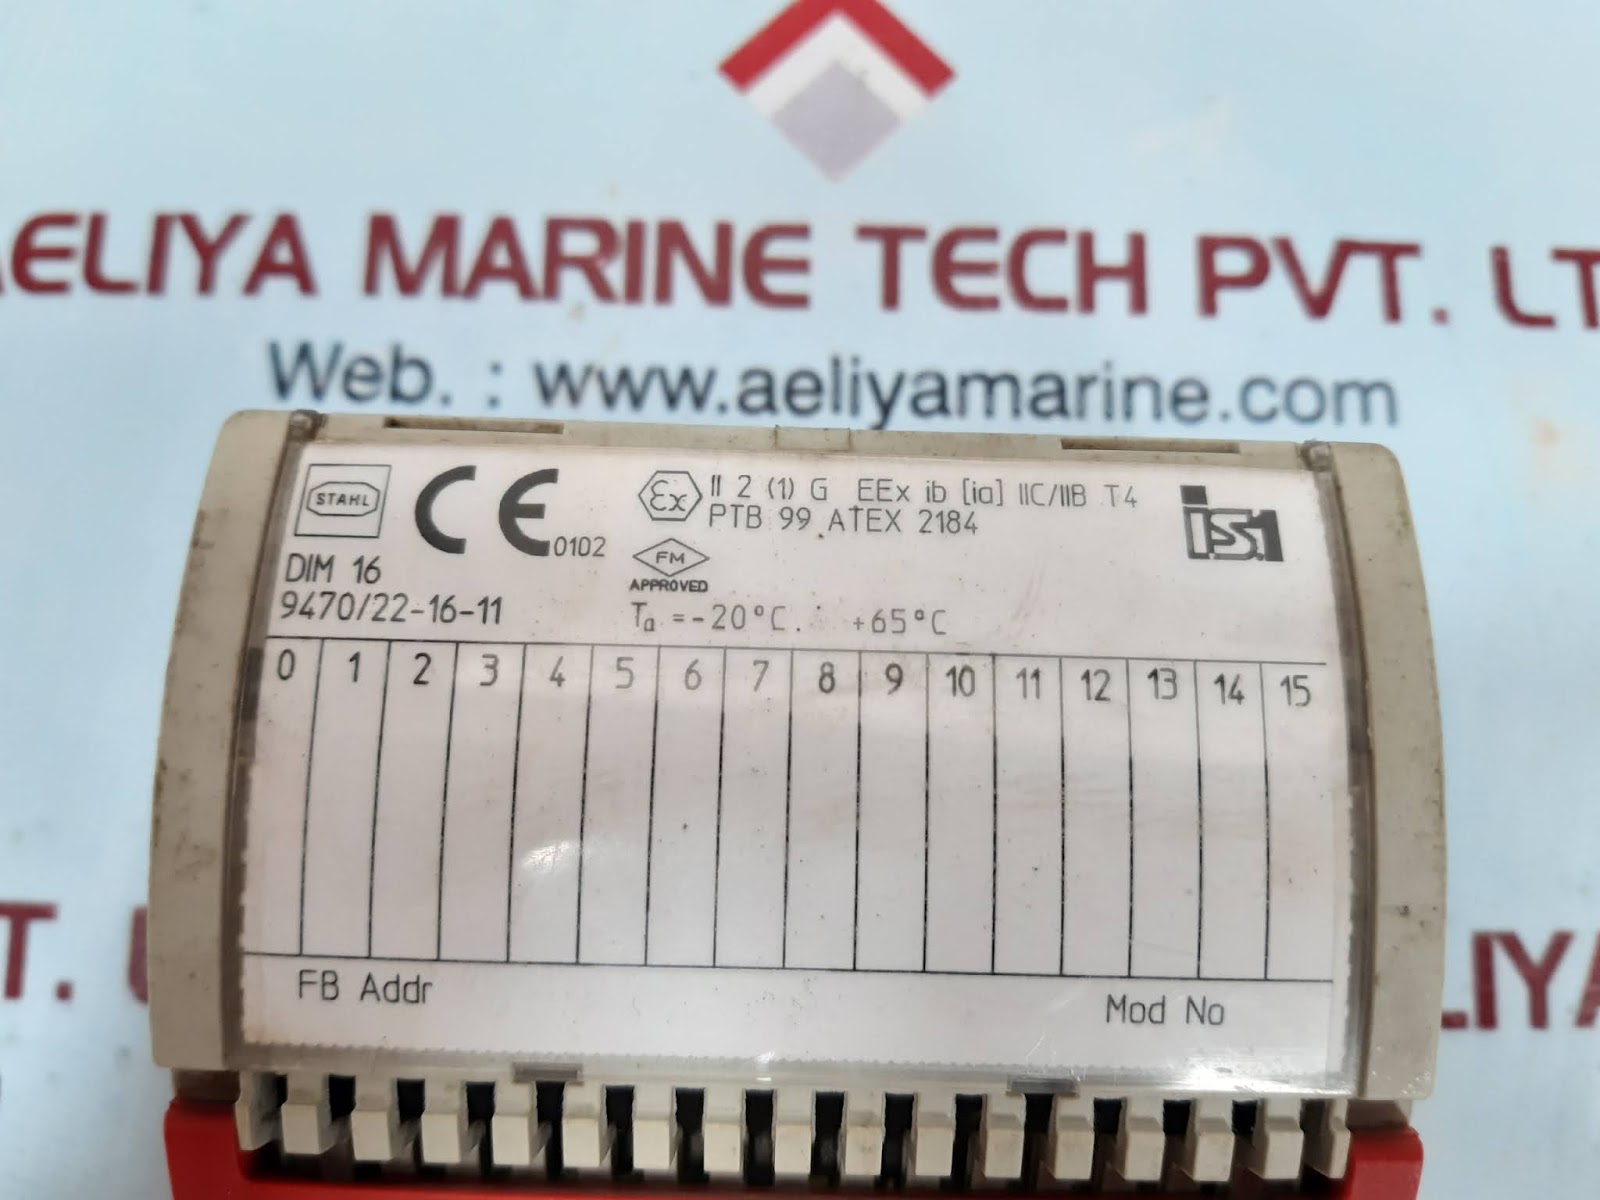 AELIYA MARINE TECH PVT. LT
Web. : www.aeliyamarine.com
STAHL
CE 0102
Ex II 2 (1) G EEx ib [ia] IIC/IIB T4
PTB 99 ATEX 2184
i.s.1
FM
APPROVED
DIM 16
9470/22-16-11
Ta = -20°C. +65°C
0 1 2 3 4 5 6 7 8 9 10 11 12 13 14 15
FB Addr
Mod No
T.
LIYA